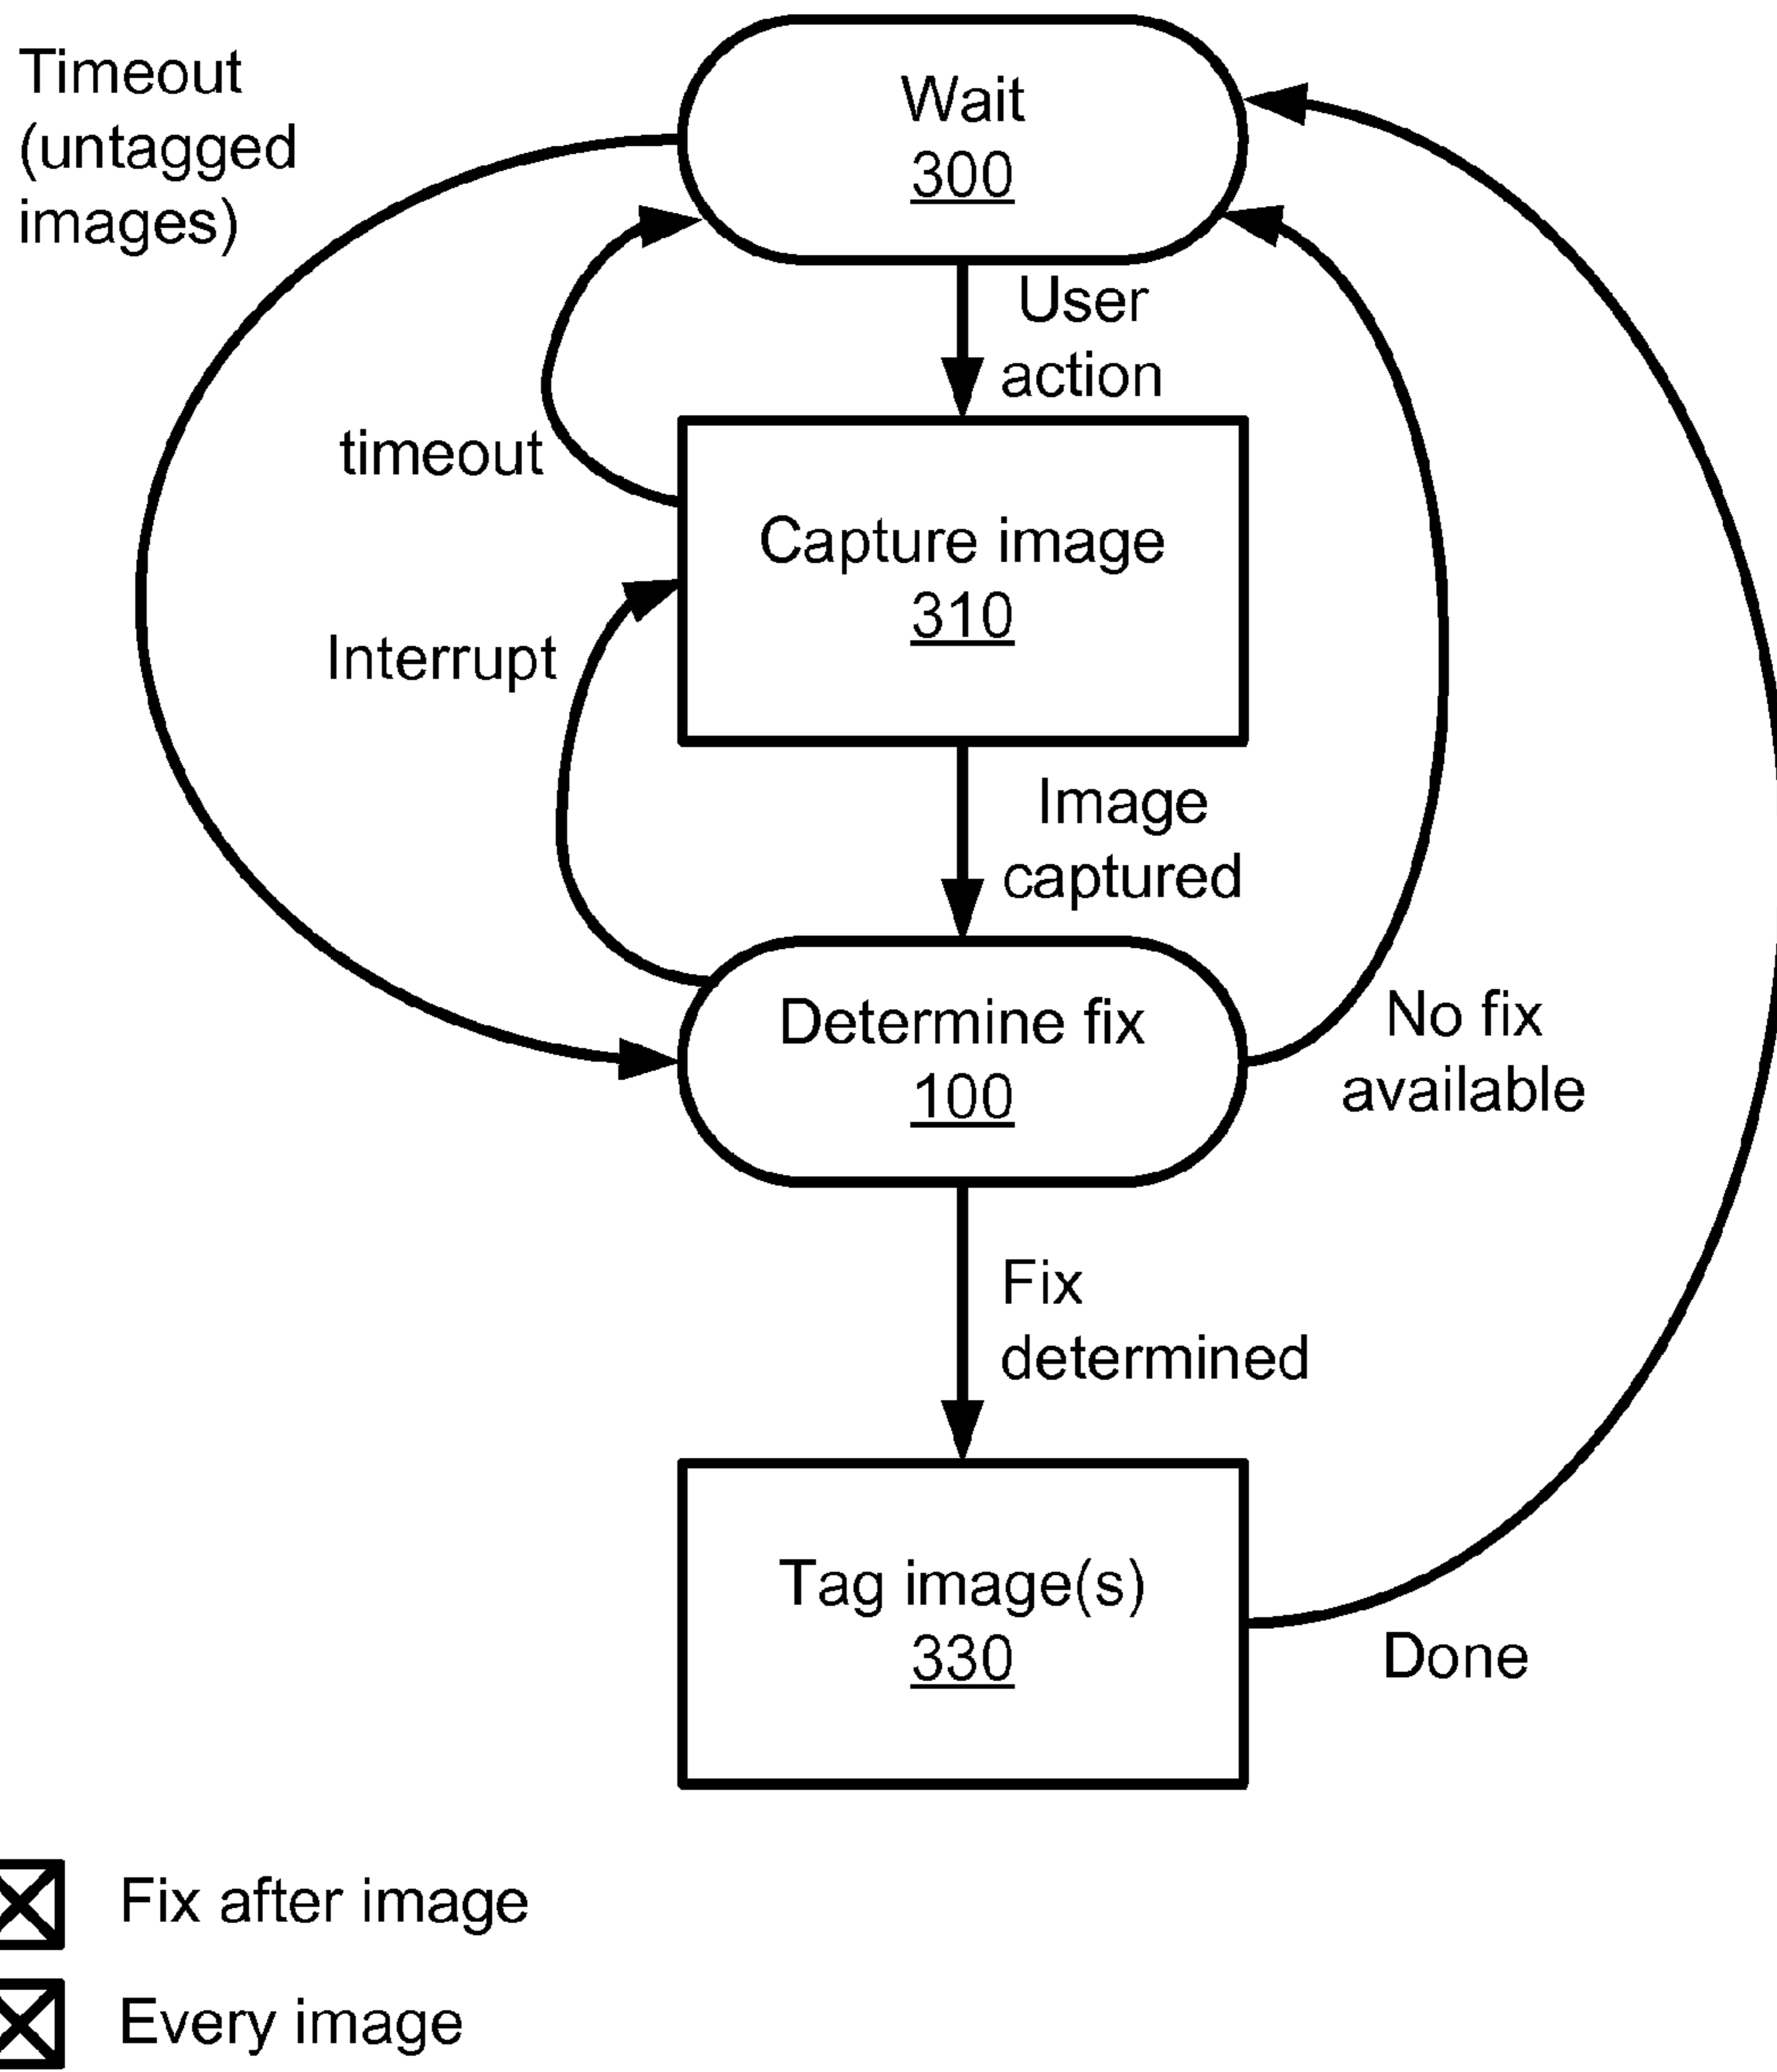 Timeout
(untagged
images)
Wait
300
User
action
timeout
Capture image
310
Interrupt
Image
captured
Determine fix
100
No fix
available
Fix
determined
Tag image(s)
330
Done
Fix after image
Every image